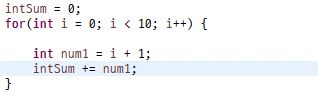 intSum = 0;
for(int i = 0; i < 10; i++) {
int num1 = i + 1;
intSum += num1;
}